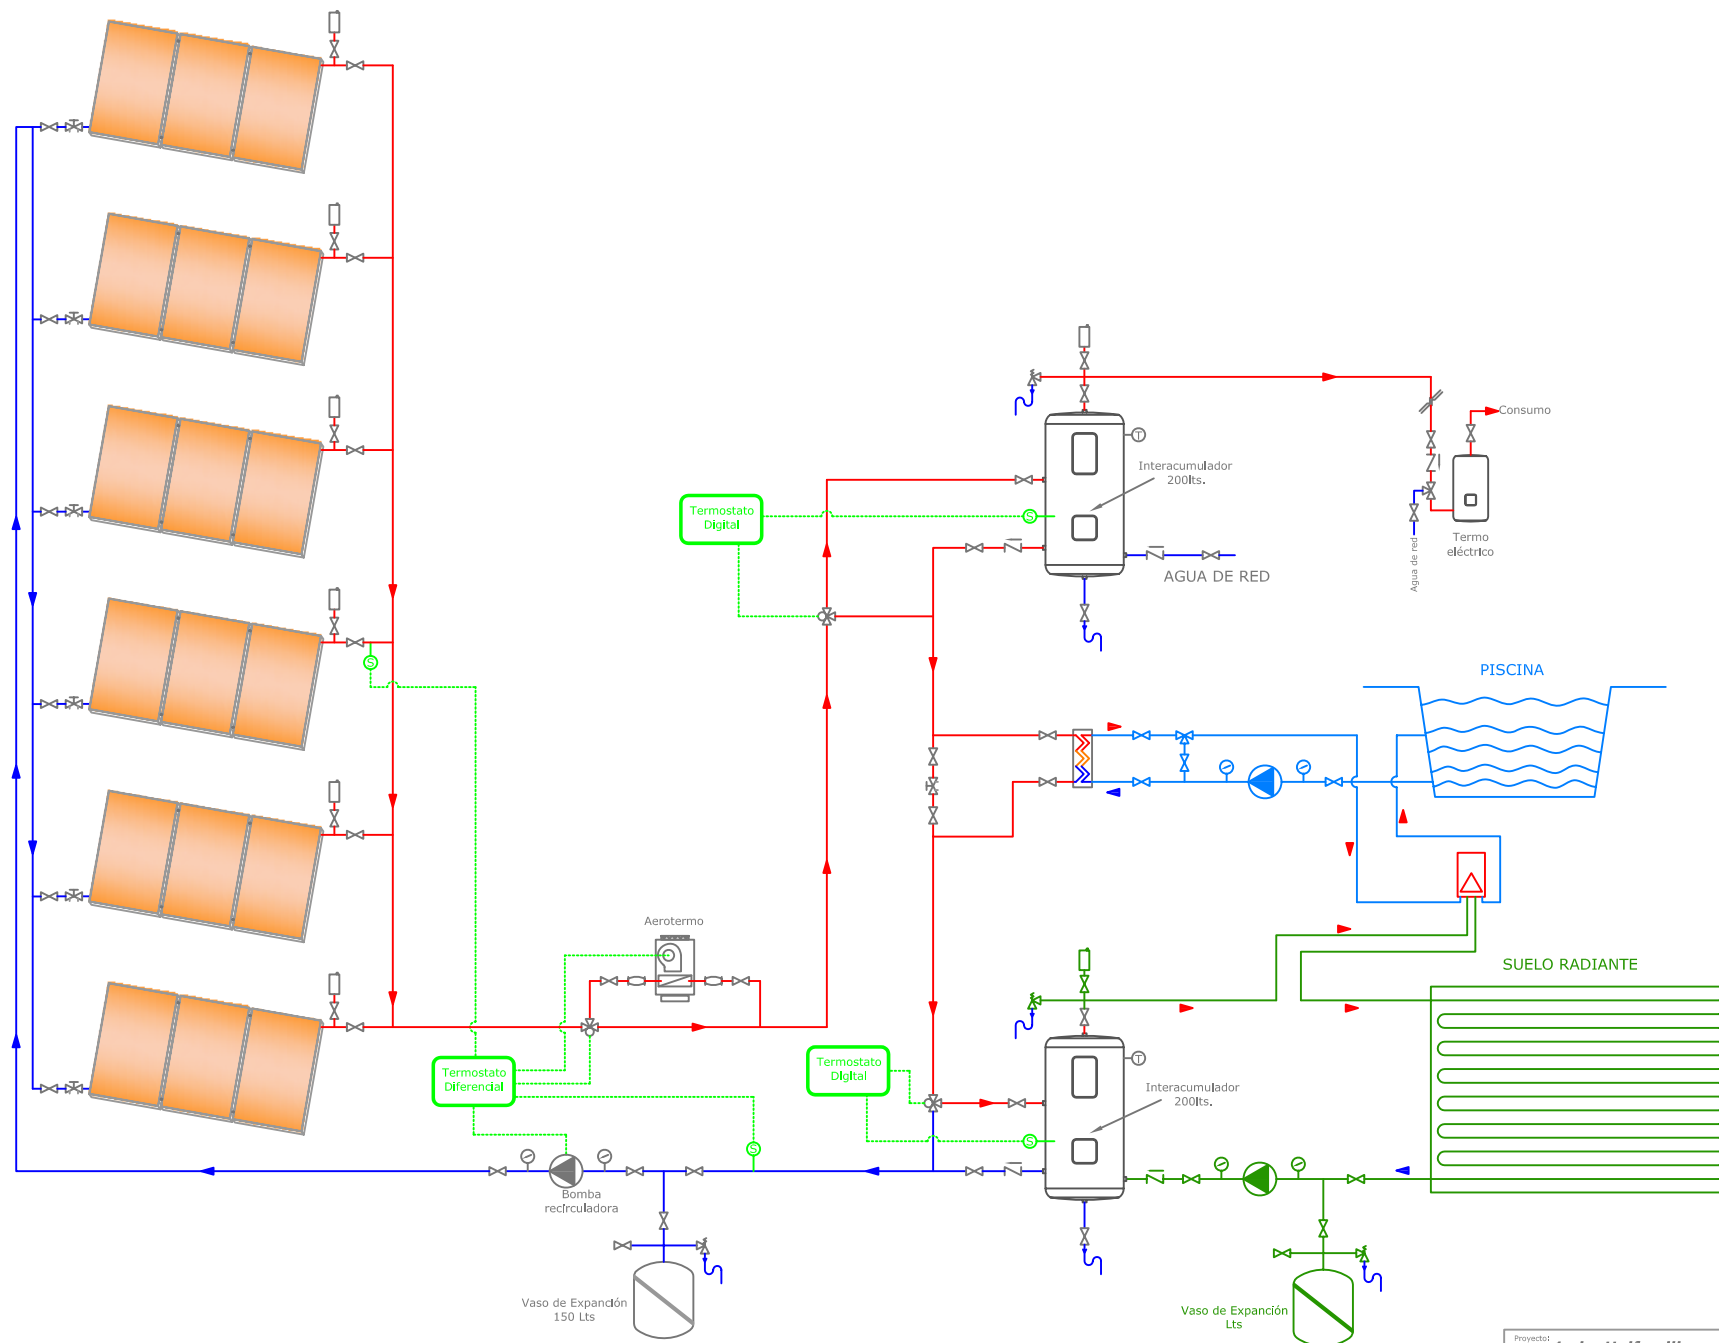 Consumo
Interacumulador
200lts.
Termostato
Digital
S
T
Termo
eléctrico
Agua de red
AGUA DE RED
PISCINA
S
Aerotermo
SUELO RADIANTE
Termostato
Diferencial
Termostato
Digital
T
Interacumulador
200lts.
S
S
Bomba
recirculadora
Vaso de Expanción
150 Lts
Vaso de Expanción
Lts
Proyecto: